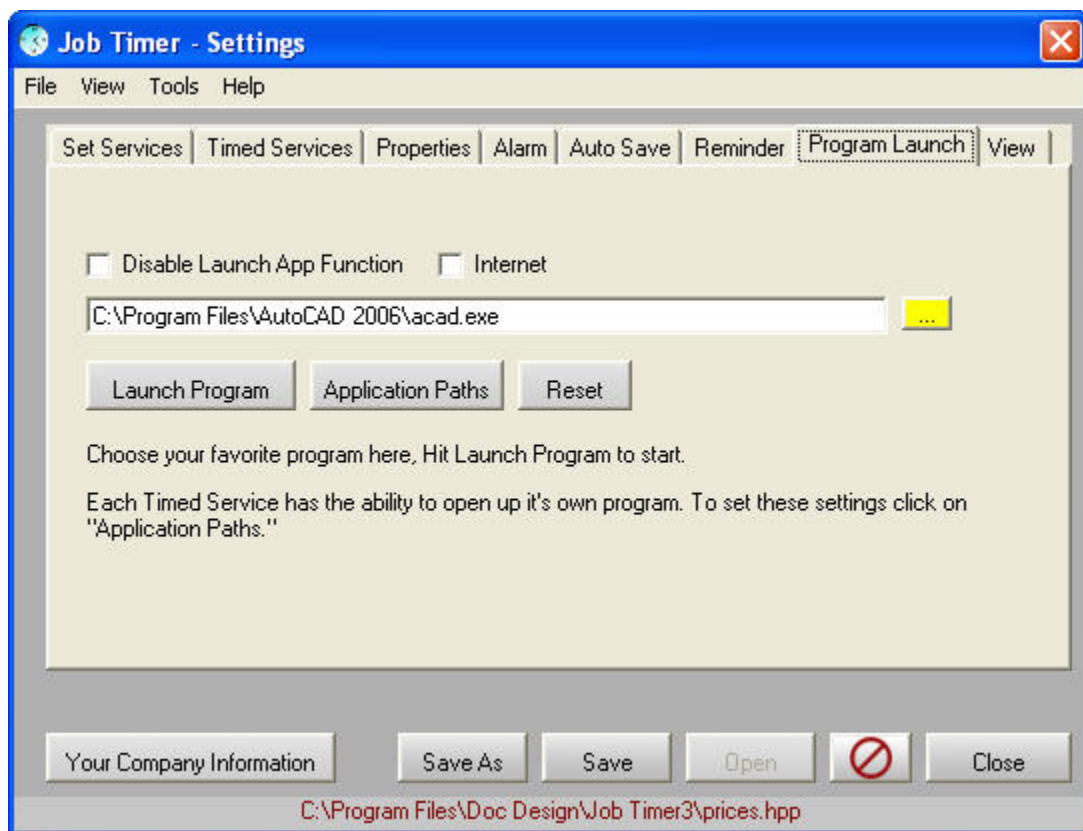 Job Timer - Settings
File View Tools Help
Set Services Timed Services Properties Alarm Auto Save Reminder Program Launch View
Disable Launch App Function Internet
C:\Program Files\AutoCAD 2006\acad.exe ...
Launch Program Application Paths Reset
Choose your favorite program here, Hit Launch Program to start.
Each Timed Service has the ability to open up it's own program. To set these settings click on
"Application Paths."
Your Company Information Save As Save Open Close
C:\Program Files\Doc Design\Job Timer3\prices.hpp